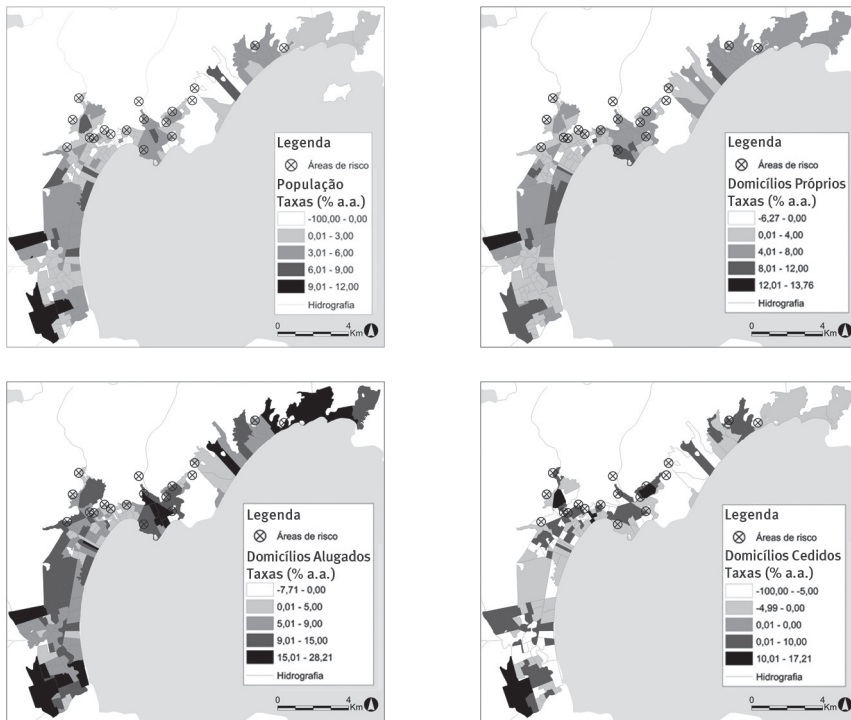 Legenda
Áreas de risco
População
Taxas (% a.a.)
-100,00 - 0,00
0,01 - 3,00
3,01 - 6,00
6,01 - 9,00
9,01 - 12,00
Hidrografia
0 4
Km
Legenda
Áreas de risco
Domicílios Próprios
Taxas (% a.a.)
-6,27 - 0,00
0,01 - 4,00
4,01 - 8,00
8,01 - 12,00
12,01 - 13,76
Hidrografia
0 4
Km
Legenda
Áreas de risco
Domicílios Alugados
Taxas (% a.a.)
-7,71 - 0,00
0,01 - 5,00
5,01 - 9,00
9,01 - 15,00
15,01 - 28,21
Hidrografia
0 4
Km
Legenda
Áreas de risco
Domicílios Cedidos
Taxas (% a.a.)
-100,00 - -5,00
-4,99 - 0,00
0,01 - 0,00
0,01 - 10,00
10,01 - 17,21
Hidrografia
0 4
Km